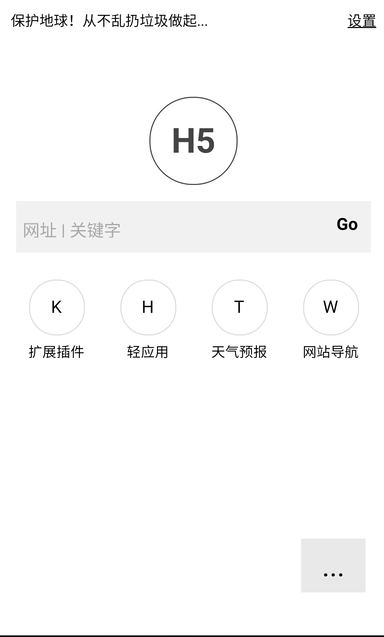 保护地球！从不乱扔垃圾做起...
设置
H5
网址 | 关键字
Go
K
H
T
W
扩展插件
轻应用
天气预报
网站导航
...